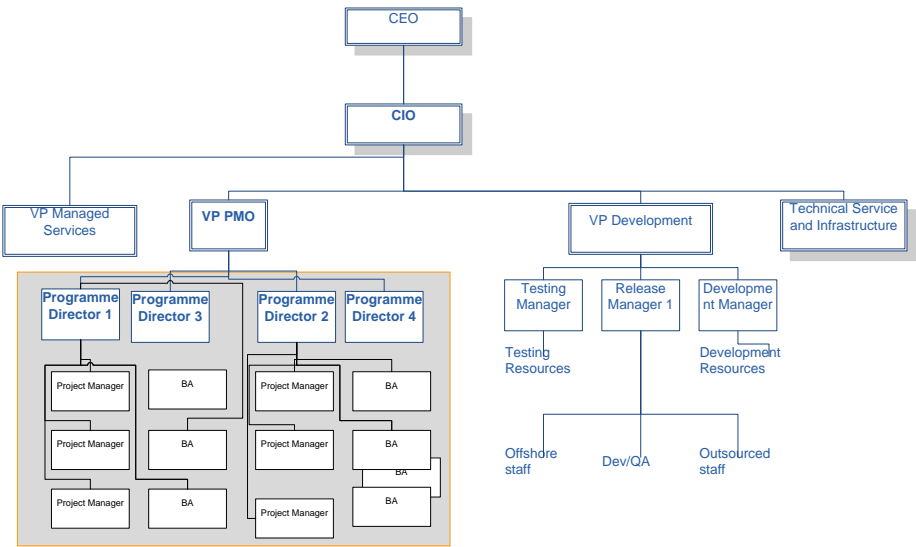 CEO
CIO
VP Managed
Services
VP PMO
VP Development
Technical Service
and Infrastructure
Programme
Director 1
Programme
Director 3
Programme
Director 2
Programme
Director 4
Testing
Manager
Release
Manager 1
Developme
nt Manager
Testing
Resources
Development
Resources
Project Manager
BA
Project Manager
BA
Project Manager
BA
Project Manager
BA
Offshore
staff
Dev/QA
Outsourced
staff
BA
Project Manager
BA
Project Manager
BA